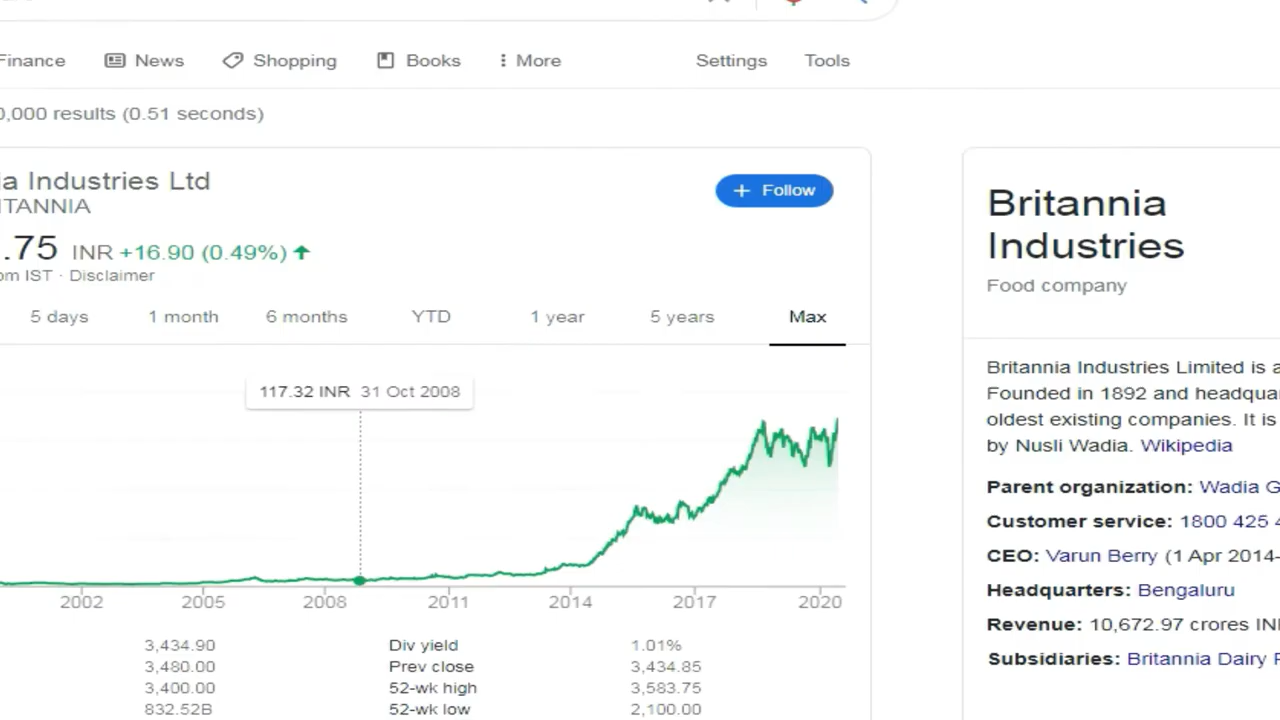 Finance News Shopping Books More Settings Tools
0,000 results (0.51 seconds)
ia Industries Ltd
ITANNIA
+ Follow
.75 INR +16.90 (0.49%)
om IST · Disclaimer
5 days 1 month 6 months YTD 1 year 5 years Max
117.32 INR 31 Oct 2008
2002 2005 2008 2011 2014 2017 2020
3,434.90 Div yield 1.01%
3,480.00 Prev close 3,434.85
3,400.00 52-wk high 3,583.75
832.52B 52-wk low 2,100.00
Britannia
Industries
Food company
Britannia Industries Limited is a
Founded in 1892 and headqua
oldest existing companies. It is
by Nusli Wadia. Wikipedia
Parent organization: Wadia G
Customer service: 1800 425 4
CEO: Varun Berry (1 Apr 2014-
Headquarters: Bengaluru
Revenue: 10,672.97 crores IN
Subsidiaries: Britannia Dairy P